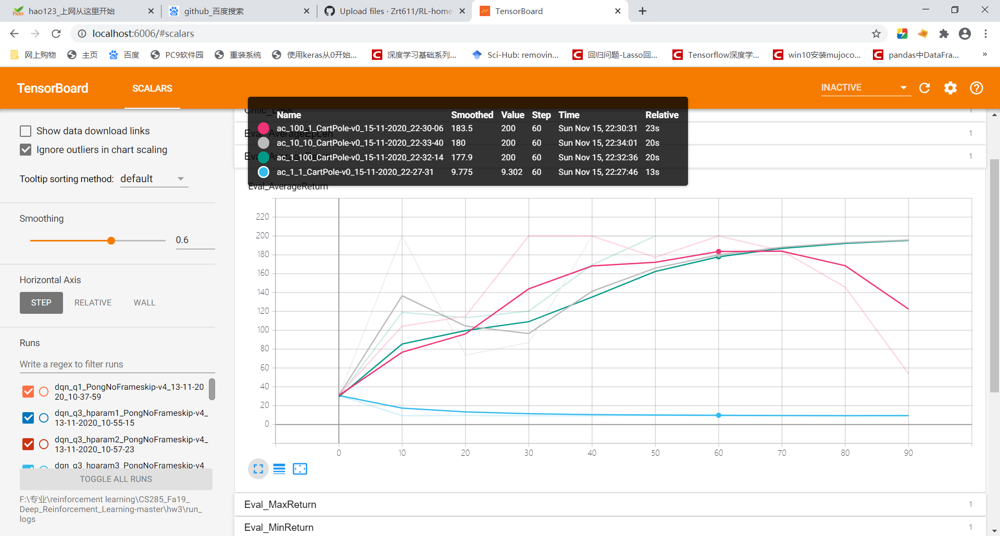 hao123_上网从这里开始
github_百度搜索
Upload files · Zrt611/RL-home
TensorBoard
localhost:6006/#scalars
网上购物 主页 百度 PC9软件园 重装系统 使用keras从0开始... 深度学习基础系列... Sci-Hub: removin... 回归问题-Lasso回... Tensorflow深度学... win10安装mujoco... pandas中DataFra... »
TensorBoard SCALARS INACTIVE
Show data download links
Ignore outliers in chart scaling
Tooltip sorting method: default
Smoothing
0.6
Horizontal Axis
STEP RELATIVE WALL
Runs
Write a regex to filter runs
dqn_q1_PongNoFrameskip-v4_13-11-20
20_10-37-59
dqn_q3_hparam1_PongNoFrameskip-v4_
13-11-2020_10-55-15
dqn_q3_hparam2_PongNoFrameskip-v4_
13-11-2020_10-57-23
dqn_q3_hparam3_PongNoFrameskip-v4
TOGGLE ALL RUNS
F:\专业\reinforcement learning\CS285_Fa19_
Deep_Reinforcement_Learning-master\hw3\run_
logs
Critic_Loss 1
Eval_AverageEpLen 1
Eval_AverageReturn 1
Name Smoothed Value Step Time Relative
ac_100_1_CartPole-v0_15-11-2020_22-30-06 183.5 200 60 Sun Nov 15, 22:30:31 23s
ac_10_10_CartPole-v0_15-11-2020_22-33-40 180 200 60 Sun Nov 15, 22:34:01 20s
ac_1_100_CartPole-v0_15-11-2020_22-32-14 177.9 200 60 Sun Nov 15, 22:32:36 20s
ac_1_1_CartPole-v0_15-11-2020_22-27-31 9.775 9.302 60 Sun Nov 15, 22:27:46 13s
Eval_AverageReturn
220
200
180
160
140
120
100
80
60
40
20
0
0 10 20 30 40 50 60 70 80 90
Eval_MaxReturn 1
Eval_MinReturn 1